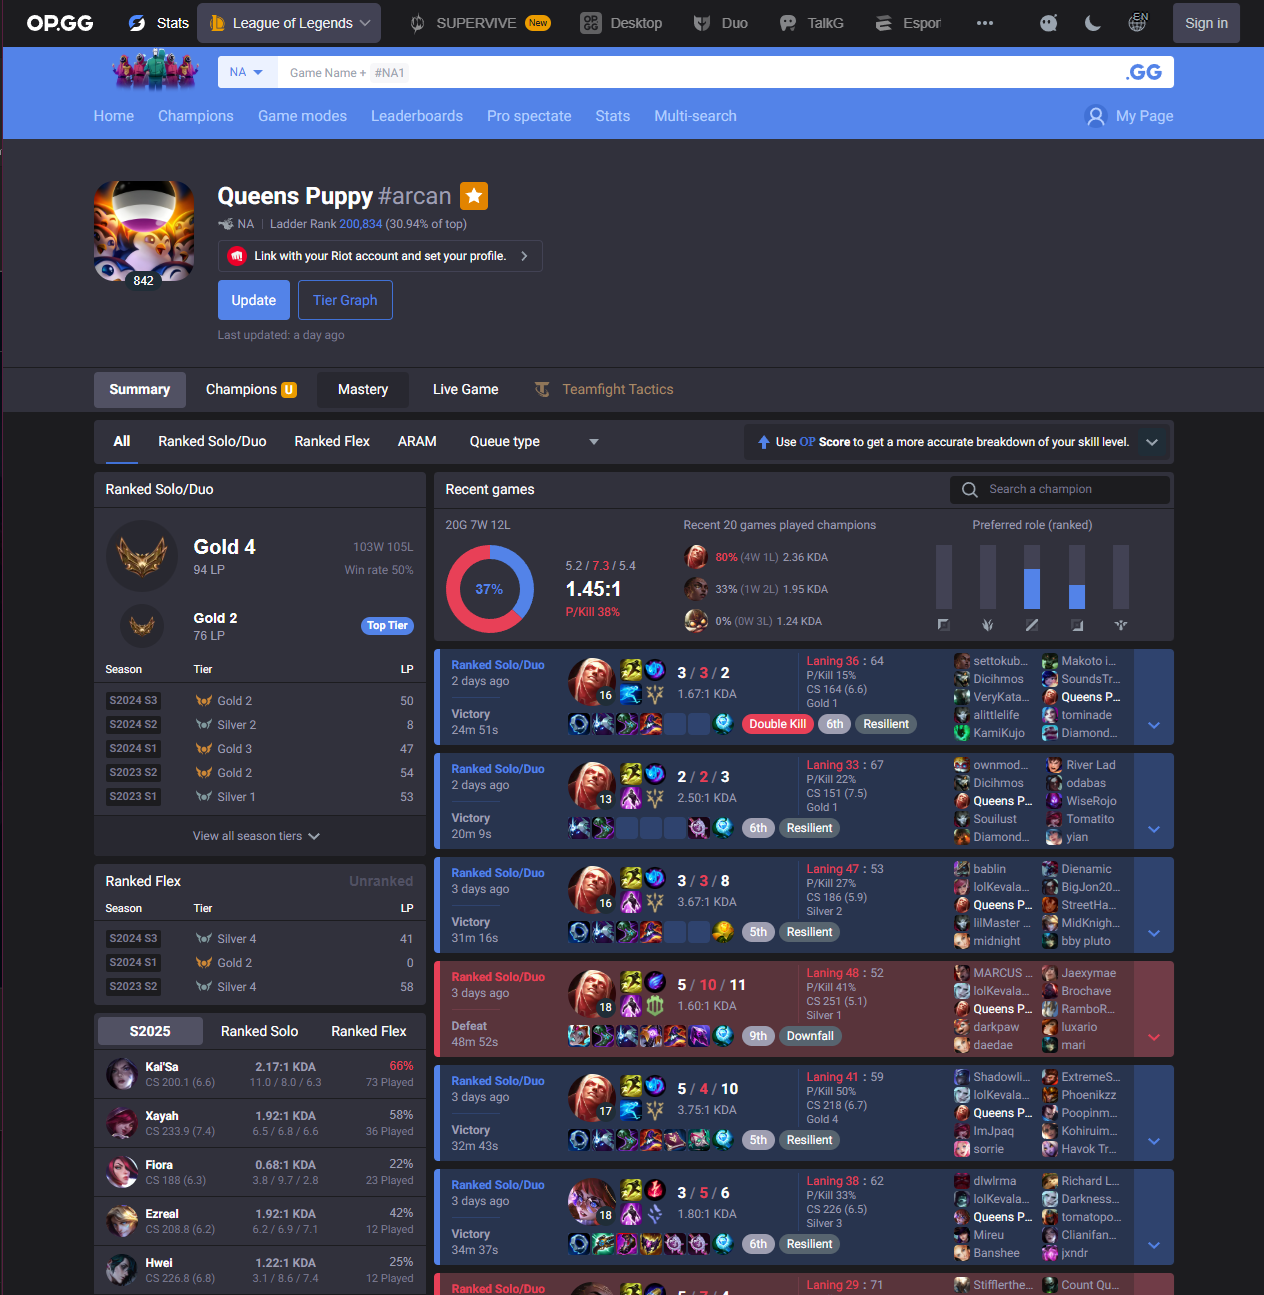 OP.GG
Stats
League of Legends
SUPERVIVE New
OP.GG Desktop
Duo
TalkG
Espor
•••
EN
Sign in
NA
Game Name + #NA1
.GG
Home
Champions
Game modes
Leaderboards
Pro spectate
Stats
Multi-search
My Page
842
Queens Puppy #arcan
NA | Ladder Rank 200,834 (30.94% of top)
Link with your Riot account and set your profile.
Update
Tier Graph
Last updated: a day ago
Summary
Champions U
Mastery
Live Game
Teamfight Tactics
All
Ranked Solo/Duo
Ranked Flex
ARAM
Queue type
Use OP Score to get a more accurate breakdown of your skill level.
Ranked Solo/Duo
Gold 4 103W 105L
94 LP Win rate 50%
Gold 2 Top Tier
76 LP
Season Tier LP
S2024 S3 Gold 2 50
S2024 S2 Silver 2 8
S2024 S1 Gold 3 47
S2023 S2 Gold 2 54
S2023 S1 Silver 1 53
View all season tiers
Ranked Flex Unranked
Season Tier LP
S2024 S3 Silver 4 41
S2024 S1 Gold 2 0
S2023 S2 Silver 4 58
S2025 Ranked Solo Ranked Flex
Kai'Sa 2.17:1 KDA 66%
CS 200.1 (6.6) 11.0 / 8.0 / 6.3 73 Played
Xayah 1.92:1 KDA 58%
CS 233.9 (7.4) 6.5 / 6.8 / 6.6 36 Played
Fiora 0.68:1 KDA 22%
CS 188 (6.3) 3.8 / 9.7 / 2.8 23 Played
Ezreal 1.92:1 KDA 42%
CS 208.8 (6.2) 6.2 / 6.9 / 7.1 12 Played
Hwei 1.22:1 KDA 25%
CS 226.8 (6.8) 3.1 / 8.6 / 7.4 12 Played
Recent games
Search a champion
20G 7W 12L
37%
5.2 / 7.3 / 5.4
1.45:1
P/Kill 38%
Recent 20 games played champions
80% (4W 1L) 2.36 KDA
33% (1W 2L) 1.95 KDA
0% (0W 3L) 1.24 KDA
Preferred role (ranked)
Ranked Solo/Duo
2 days ago
Victory
24m 51s
16
3 / 3 / 2
1.67:1 KDA
Double Kill 6th Resilient
Laning 36 : 64
P/Kill 15%
CS 164 (6.6)
Gold 1
settokub... Makoto i...
Dicihmos SoundsTr...
VeryKata... Queens P...
alittlelife tominade
KamiKujo Diamond...
Ranked Solo/Duo
2 days ago
Victory
20m 9s
13
2 / 2 / 3
2.50:1 KDA
6th Resilient
Laning 33 : 67
P/Kill 22%
CS 151 (7.5)
Gold 1
ownmod... River Lad
Dicihmos odabas
Queens P... WiseRojo
Souilust Tomatito
Diamond... yian
Ranked Solo/Duo
3 days ago
Victory
31m 16s
16
3 / 3 / 8
3.67:1 KDA
5th Resilient
Laning 47 : 53
P/Kill 27%
CS 186 (5.9)
Silver 2
bablin Dienamic
lolKevala... BigJon20...
Queens P... StreetHa...
lilMaster ... MidKnigh...
midnight bby pluto
Ranked Solo/Duo
3 days ago
Defeat
48m 52s
18
5 / 10 / 11
1.60:1 KDA
9th Downfall
Laning 48 : 52
P/Kill 41%
CS 251 (5.1)
Silver 1
MARCUS ... Jaexymae
lolKevala... Brochave
Queens P... RamboR...
darkpaw luxario
daedae mari
Ranked Solo/Duo
3 days ago
Victory
32m 43s
17
5 / 4 / 10
3.75:1 KDA
5th Resilient
Laning 41 : 59
P/Kill 50%
CS 218 (6.7)
Gold 4
Shadowli... ExtremeS...
lolKevala... Phoenikzz
Queens P... Poopinm...
ImJpaq Kohiruim...
sorrie Havok Tr...
Ranked Solo/Duo
3 days ago
Victory
34m 37s
18
3 / 5 / 6
1.80:1 KDA
6th Resilient
Laning 38 : 62
P/Kill 33%
CS 226 (6.5)
Silver 3
dlwlrma Richard L...
lolKevala... Darkness...
Queens P... tomatopo...
Mireu Clianifan...
Banshee jxndr
Ranked Solo/Duo
5 / 7 / 4
Laning 29 : 71
Stifflerthe... Count Qu...